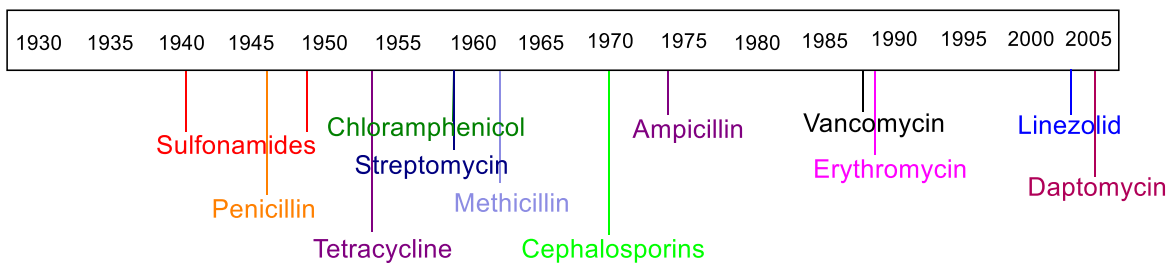 1930 1935 1940 1945 1950 1955 1960 1965 1970 1975 1980 1985 1990 1995 2000 2005
Sulfonamides
Chloramphenicol
Ampicillin
Vancomycin
Linezolid
Streptomycin
Erythromycin
Daptomycin
Penicillin
Methicillin
Tetracycline
Cephalosporins